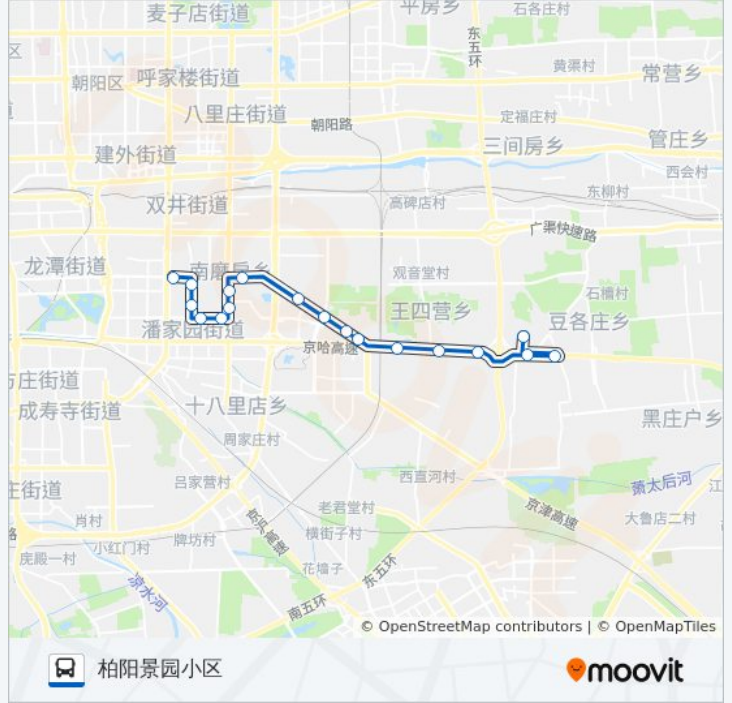 麦子店街道
平房乡
石各庄村
东五环
区
朝阳区
呼家楼街道
黄渠村
常营乡
八里庄街道
朝阳路
定福庄村
三间房乡
管庄乡
建外街道
西会村
东柳村
双井街道
高碑店村
广渠快速路
龙潭街道
南磨房乡
观音堂村
石槽村
王四营乡
豆各庄乡
潘家园街道
京哈高速
方庄街道
成寿寺街道
十八里店乡
黑庄户乡
周家庄村
西直河村
吕家营村
萧太后河
庄街道
江
老君堂村
京津高速
肖村
京沪高速
大鲁店二村
路
牌坊村
横街子村
小红门村
庑殿一村
花墙子
东五环
凉水河
南五环
© OpenStreetMap contributors | © OpenMapTiles
柏阳景园小区
moovit